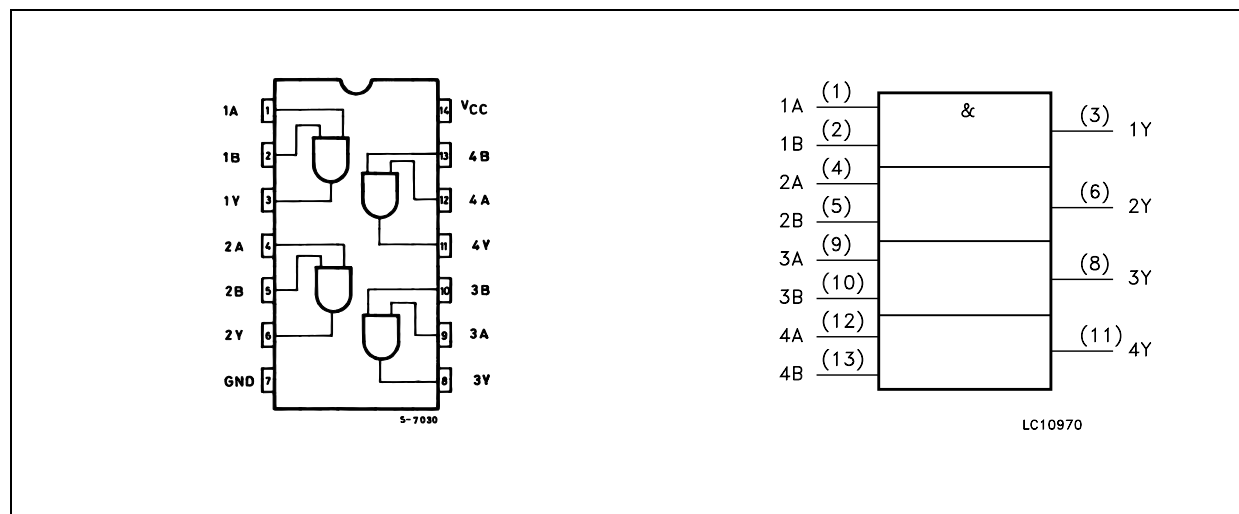 1A 1 14 VCC
1B 2 13 4B
1Y 3 12 4A
2A 4 11 4Y
2B 5 10 3B
2Y 6 9 3A
GND 7 8 3Y
S-7030
&
1A (1)
1B (2)
2A (4)
2B (5)
3A (9)
3B (10)
4A (12)
4B (13)
(3) 1Y
(6) 2Y
(8) 3Y
(11) 4Y
LC10970